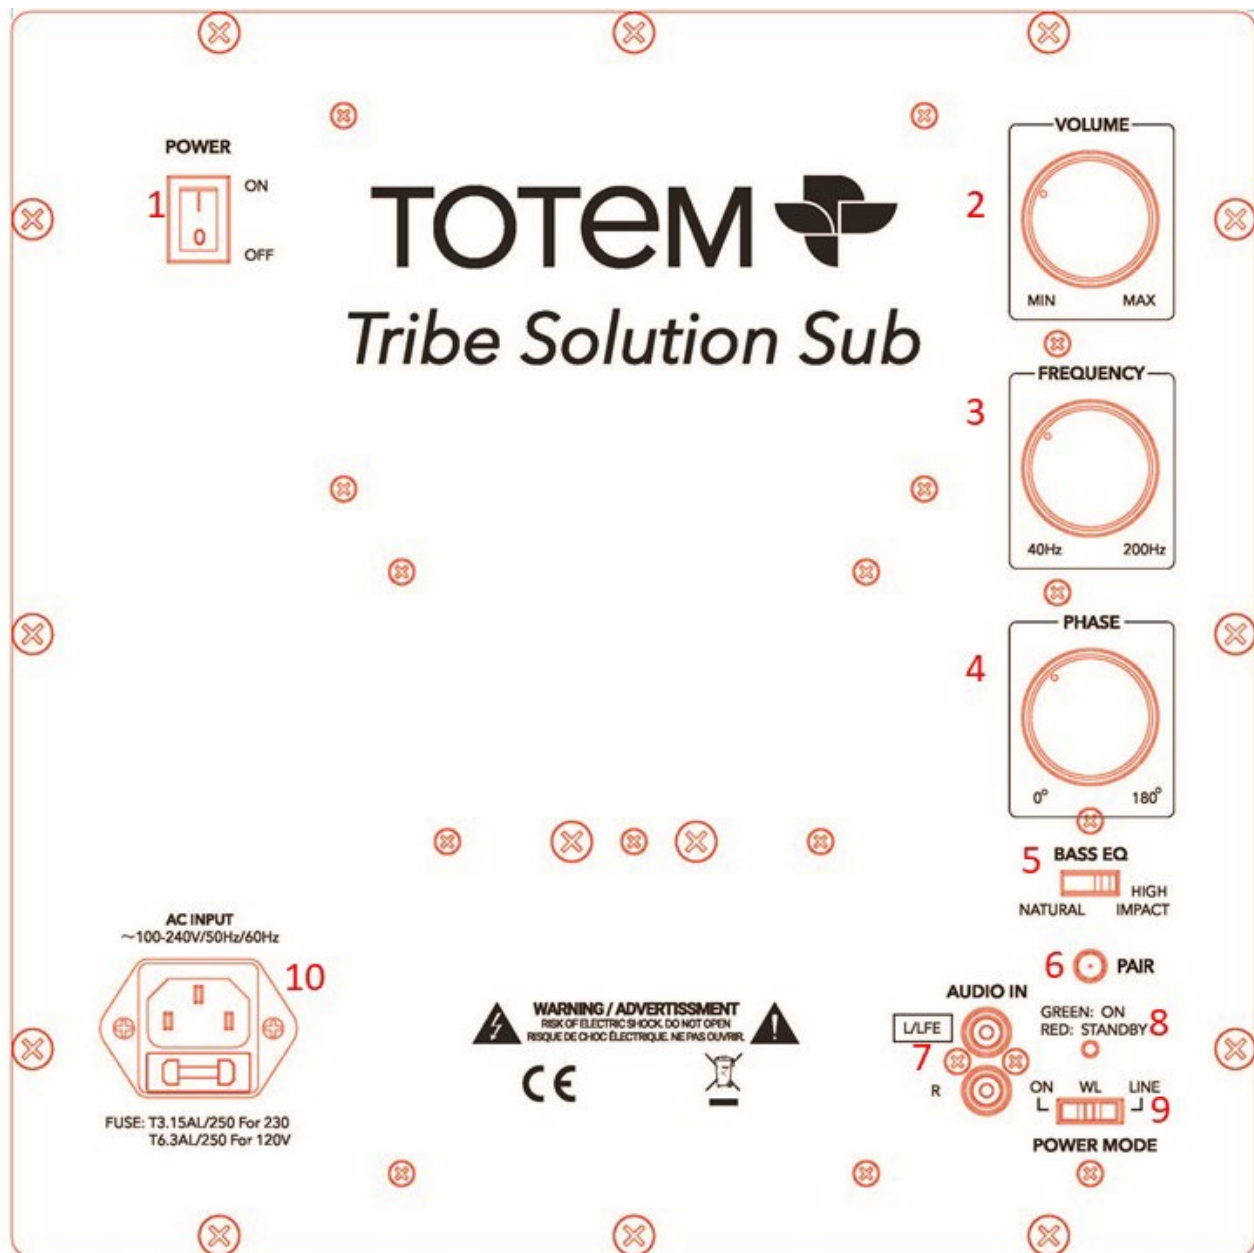 POWER
1
ON
OFF
I
0
TOTeM
Tribe Solution Sub
VOLUME
2
MIN MAX
FREQUENCY
3
40Hz 200Hz
PHASE
4
0° 180°
5 BASS EQ
HIGH
NATURAL IMPACT
6 PAIR
AUDIO IN
L/LFE
7
R
GREEN: ON
RED: STANDBY
8
ON WL LINE
9
POWER MODE
AC INPUT
~100-240V/50Hz/60Hz
10
FUSE: T3.15AL/250 For 230
T6.3AL/250 For 120V
WARNING / ADVERTISSMENT
RISK OF ELECTRIC SHOCK. DO NOT OPEN
RISQUE DE CHOC ÉLECTRIQUE. NE PAS OUVRIR.
CE